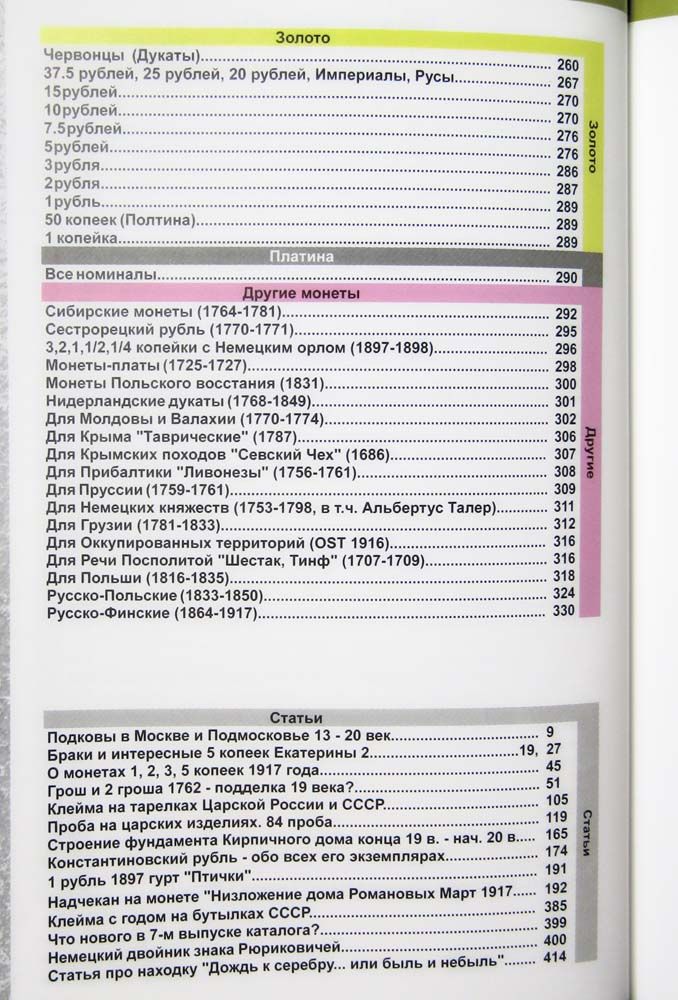 Золото
Червонцы (Дукаты)........ 260
37.5 рублей, 25 рублей, 20 рублей, Империалы, Русы........ 267
15рублей........ 270
10рублей........ 270
7.5рублей........ 276
5рублей........ 276
3рубля........ 286
2рубля........ 287
1рубль........ 289
50 копеек (Полтина)........ 289
1 копейка........ 289
Золото
Платина
Все номиналы........ 290
Другие монеты
Сибирские монеты (1764-1781)........ 292
Сестрорецкий рубль (1770-1771)........ 295
3,2,1,1/2,1/4 копейки с Немецким орлом (1897-1898)........ 296
Монеты-платы (1725-1727)........ 298
Монеты Польского восстания (1831)........ 300
Нидерландские дукаты (1768-1849)........ 301
Для Молдовы и Валахии (1770-1774)........ 302
Для Крыма "Таврические" (1787)........ 306
Для Крымских походов "Севский Чех" (1686)........ 307
Для Прибалтики "Ливонезы" (1756-1761)........ 308
Для Пруссии (1759-1761)........ 309
Для Немецких княжеств (1753-1798, в т.ч. Альбертус Талер)........ 311
Для Грузии (1781-1833)........ 312
Для Оккупированных территорий (OST 1916)........ 316
Для Речи Посполитой "Шестак, Тинф" (1707-1709)........ 316
Для Польши (1816-1835)........ 318
Русско-Польские (1833-1850)........ 324
Русско-Финские (1864-1917)........ 330
Другие
Статьи
Подковы в Москве и Подмосковье 13 - 20 век........ 9
Браки и интересные 5 копеек Екатерины 2........19, 27
О монетах 1, 2, 3, 5 копеек 1917 года........ 45
Грош и 2 гроша 1762 - подделка 19 века?........ 51
Клейма на тарелках Царской России и СССР........ 105
Проба на царских изделиях. 84 проба........ 119
Строение фундамента Кирпичного дома конца 19 в. - нач. 20 в..... 165
Константиновский рубль - обо всех его экземплярах........ 174
1 рубль 1897 гурт "Птички"........ 191
Надчекан на монете "Низложение дома Романовых Март 1917...... 192
Клейма с годом на бутылках СССР........ 385
Что нового в 7-м выпуске каталога?........ 399
Немецкий двойник знака Рюриковичей........ 400
Статья про находку "Дождь к серебру... или быль и небыль"....... 414
Статьи